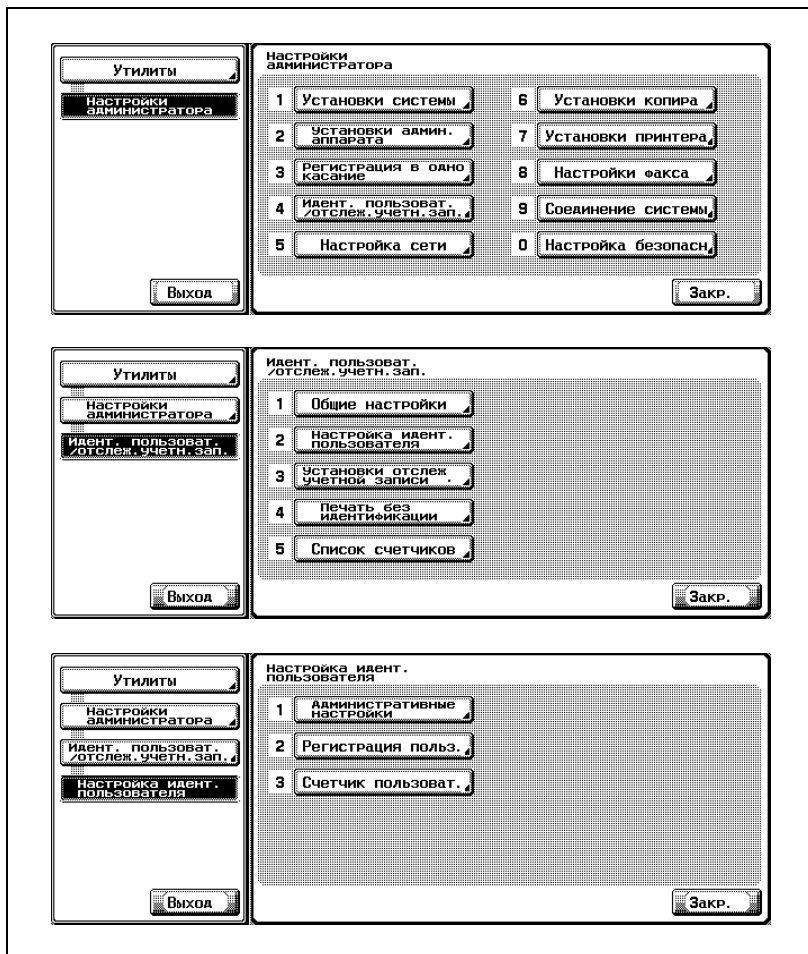 Утилиты
Настройки
администратора
Выход
Настройки
администратора
1 Установки системы
2 Установки админ.
аппарата
3 Регистрация в одно
касание
4 Идент. пользоват.
/отслеж.учетн.зап.
5 Настройка сети
6 Установки копира
7 Установки принтера
8 Настройки факса
9 Соединение системы
0 Настройка безопасн
Закр.
Утилиты
Настройки
администратора
Идент. пользоват.
/отслеж.учетн.зап.
Выход
Идент. пользоват.
/отслеж.учетн.зап.
1 Общие настройки
2 Настройка идент.
пользователя
3 Установки отслеж
учетной записи .
4 Печать без
идентификации
5 Список счетчиков
Закр.
Утилиты
Настройки
администратора
Идент. пользоват.
/отслеж.учетн.зап.
Настройка идент.
пользователя
Выход
Настройка идент.
пользователя
1 Административные
настройки
2 Регистрация польз.
3 Счетчик пользоват.
Закр.